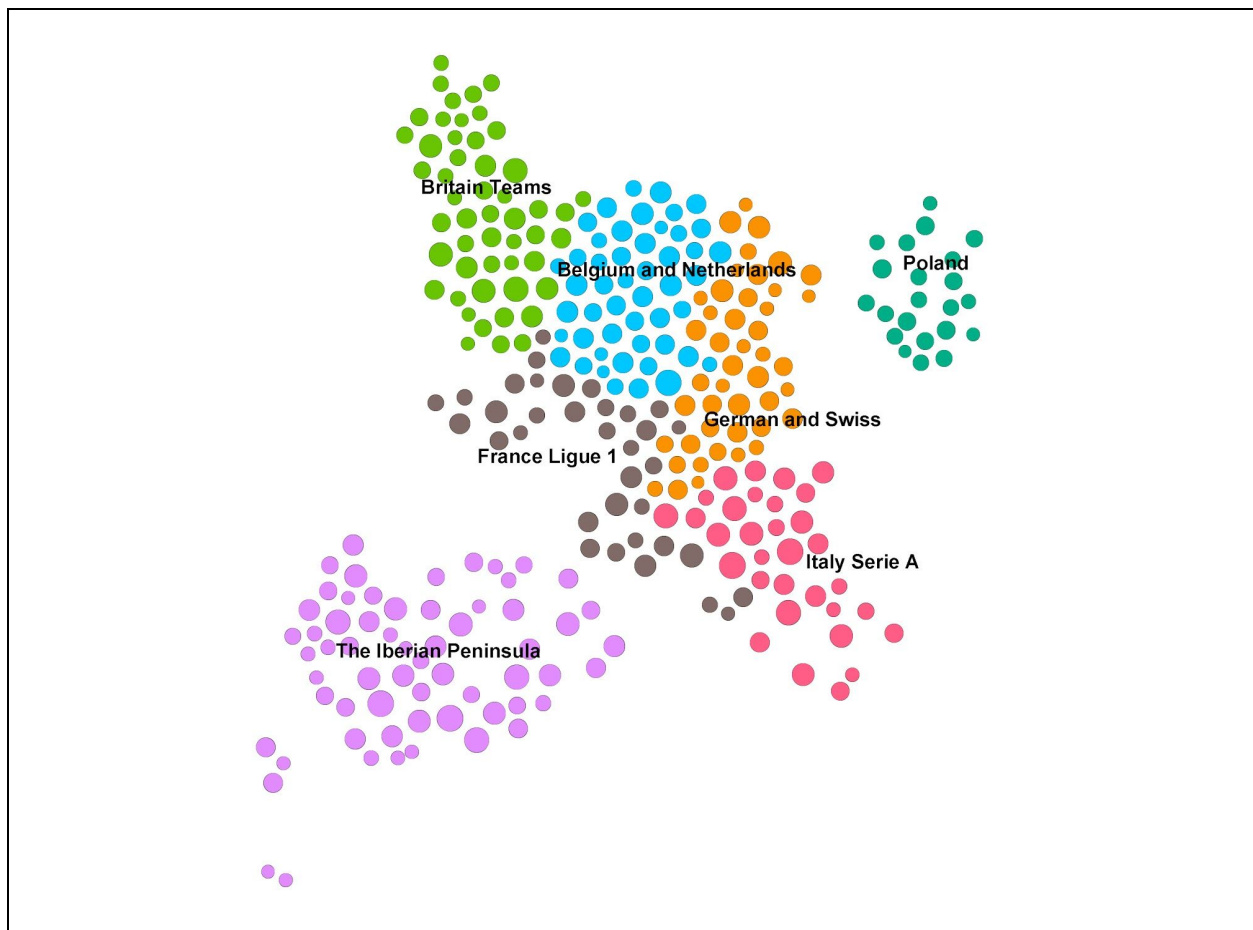 Britain Teams
Belgium and Netherlands
Poland
German and Swiss
France Ligue 1
Italy Serie A
The Iberian Peninsula